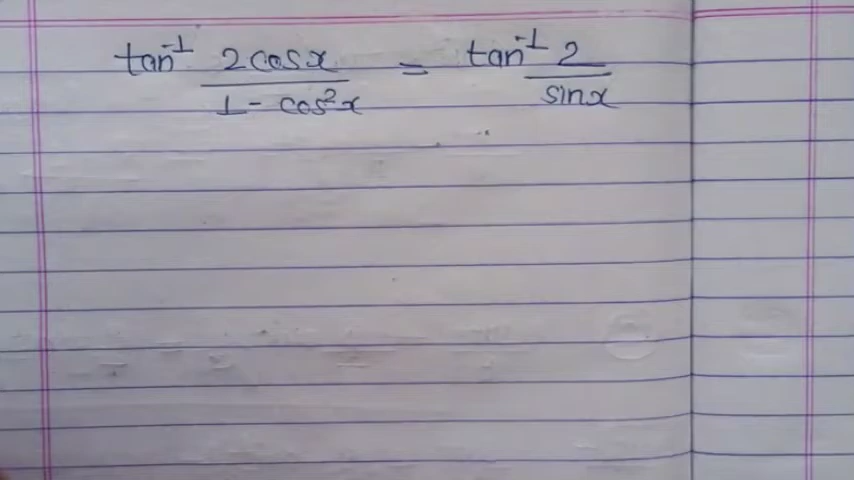 tan⁻¹ 2cosx / 1 - cos²x = tan⁻¹ 2 / sinx